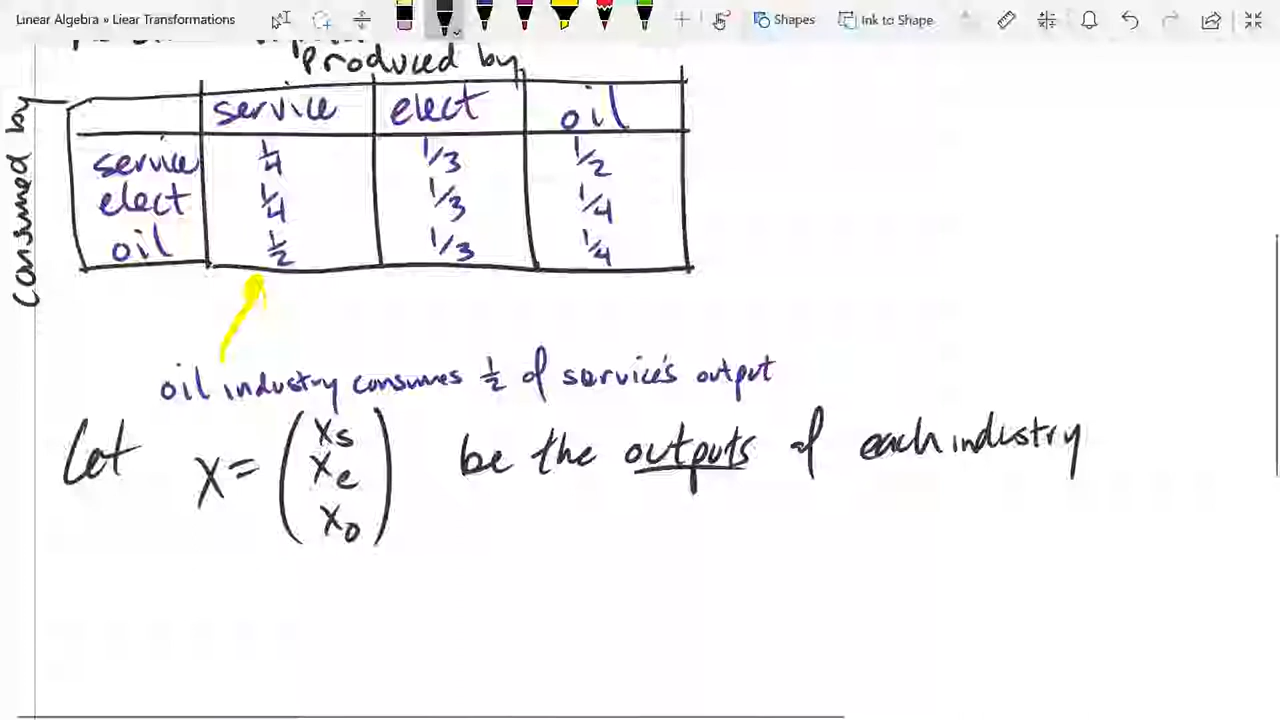 Linear Algebra » Liear Transformations
Shapes
Ink to Shape
Produced by
Consumed by
service elect oil
service 1/4 1/3 1/2
elect 1/4 1/3 1/4
oil 1/2 1/3 1/4
oil industry consumes 1/2 of service's output
Let x = (xs xe xo) be the outputs of each industry